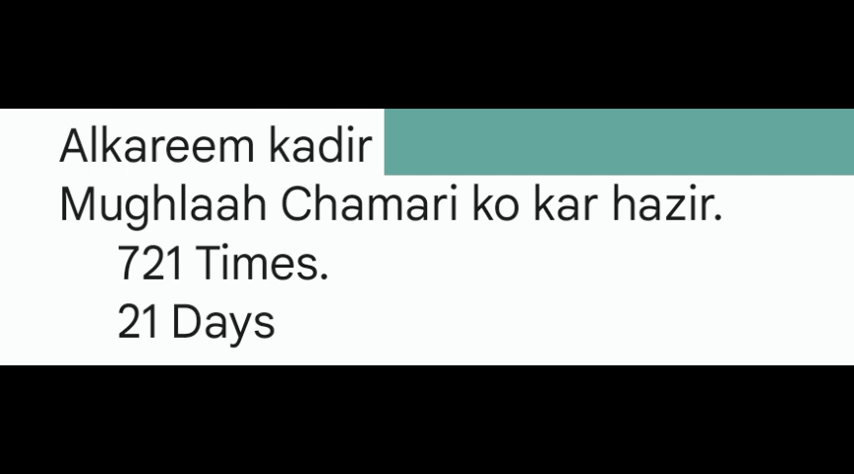 Alkareem kadir
Mughlaah Chamari ko kar hazir.
721 Times.
21 Days